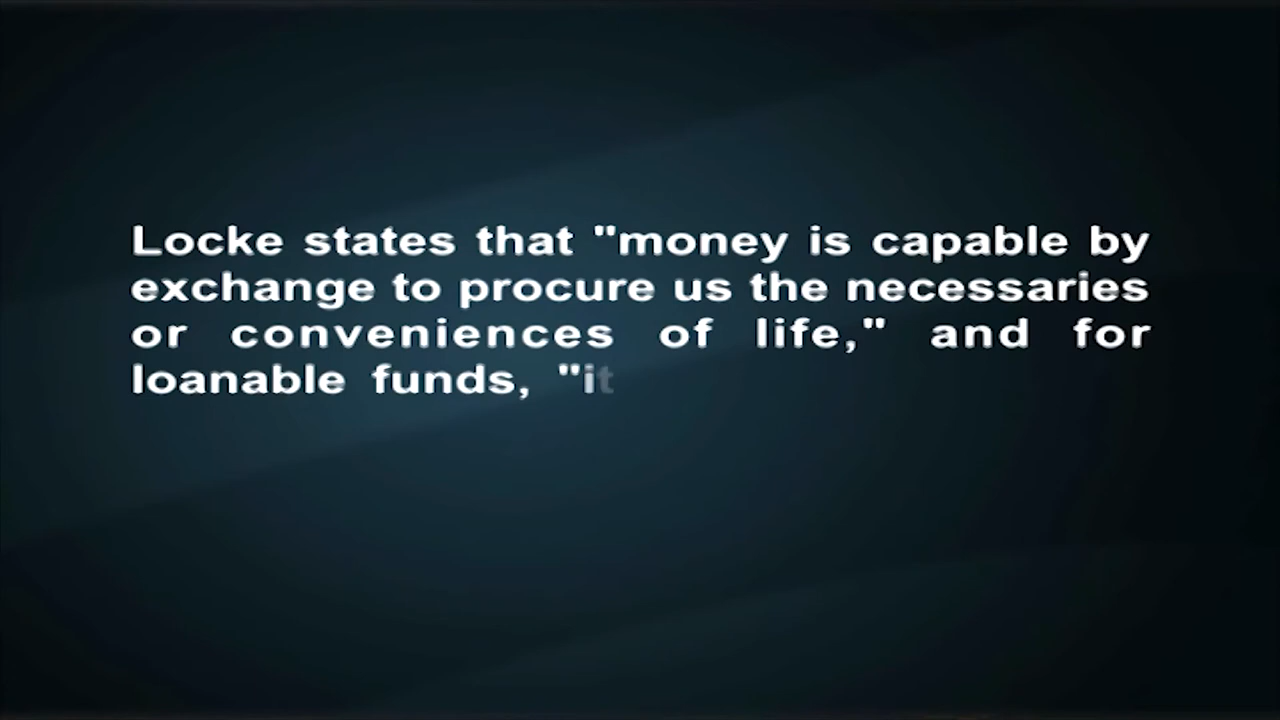 Locke states that "money is capable by
exchange to procure us the necessaries
or conveniences of life," and for
loanable funds, "it